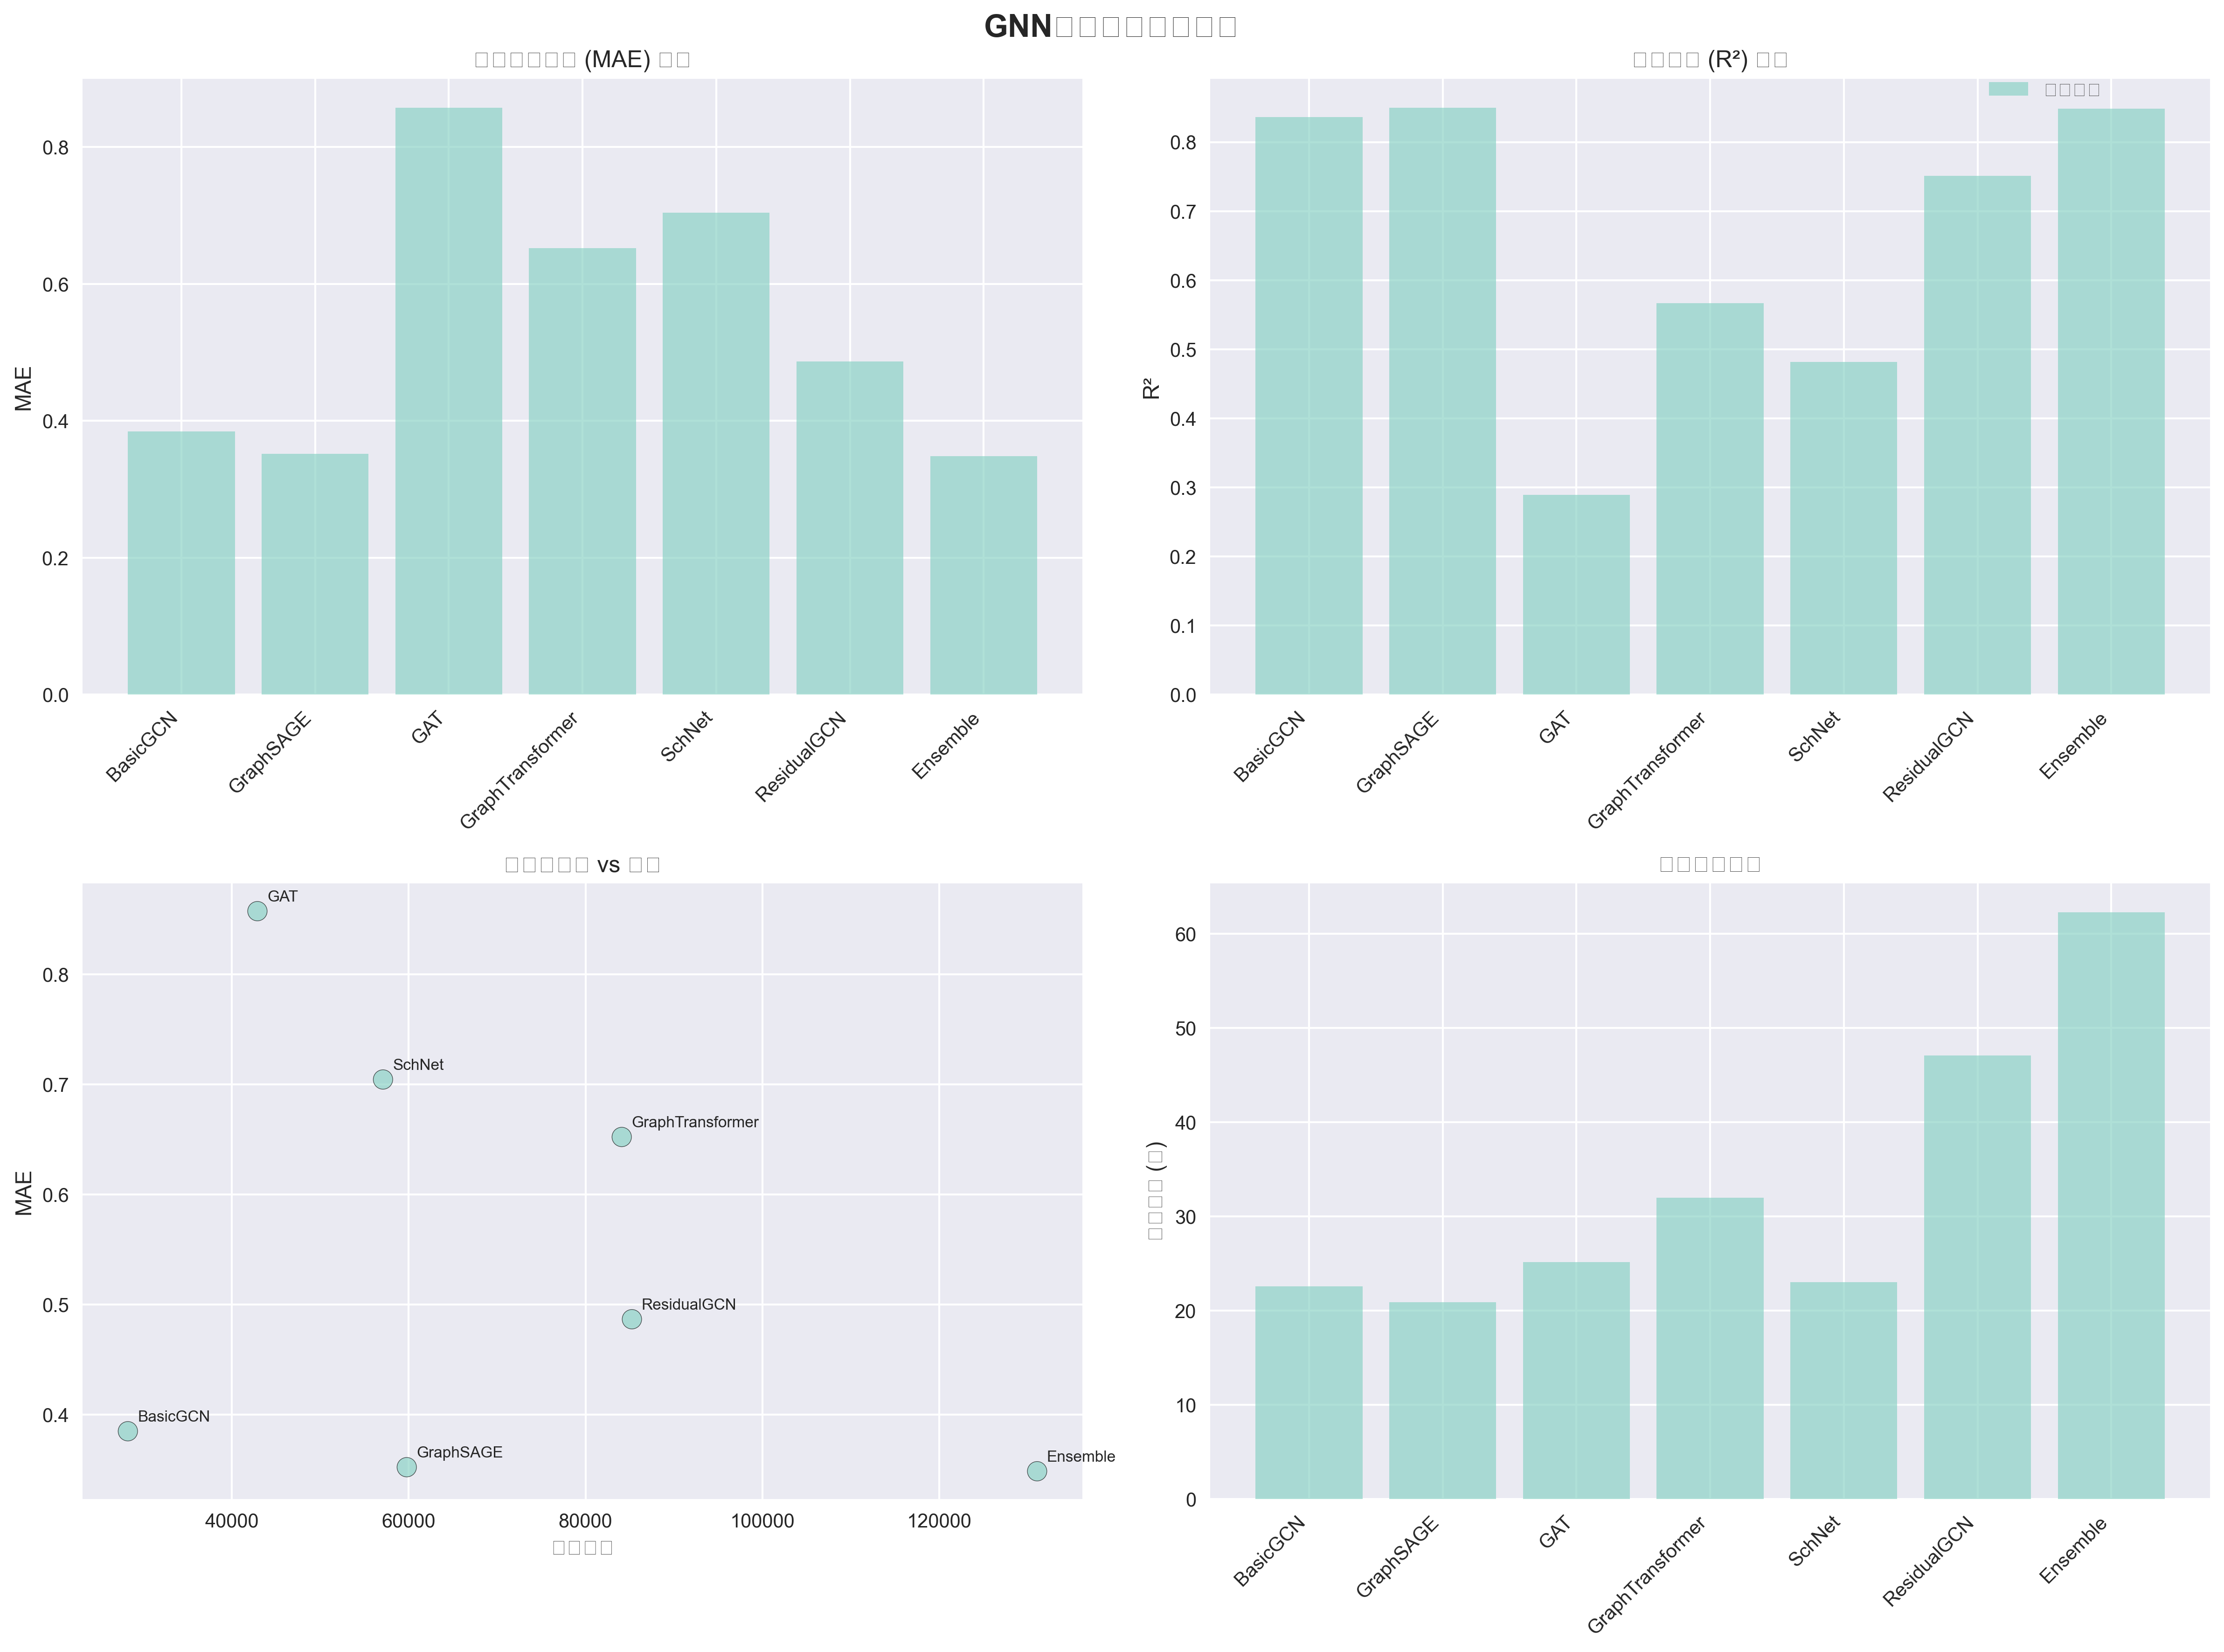 GNN
(MAE)
0.8
0.6
0.4
0.2
0.0
MAE
BasicGCN
GraphSAGE
GAT
GraphTransformer
SchNet
ResidualGCN
Ensemble
(R²)
0.8
0.7
0.6
0.5
0.4
0.3
0.2
0.1
0.0
R²
BasicGCN
GraphSAGE
GAT
GraphTransformer
SchNet
ResidualGCN
Ensemble
vs
GAT
SchNet
GraphTransformer
ResidualGCN
BasicGCN
GraphSAGE
Ensemble
0.8
0.7
0.6
0.5
0.4
MAE
40000
60000
80000
100000
120000
60
50
40
30
20
10
0
BasicGCN
GraphSAGE
GAT
GraphTransformer
SchNet
ResidualGCN
Ensemble